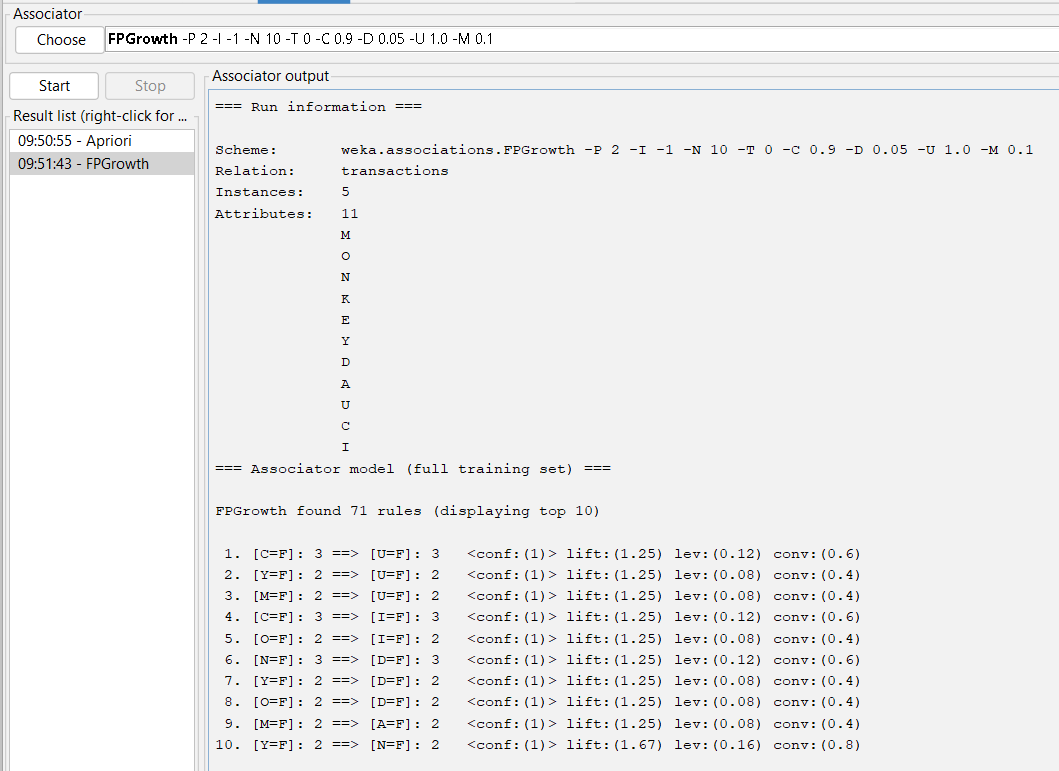 Associator
Choose FPGrowth -P 2 -I -1 -N 10 -T 0 -C 0.9 -D 0.05 -U 1.0 -M 0.1
Start Stop
Result list (right-click for ...
09:50:55 - Apriori
09:51:43 - FPGrowth
Associator output
=== Run information ===
Scheme: weka.associations.FPGrowth -P 2 -I -1 -N 10 -T 0 -C 0.9 -D 0.05 -U 1.0 -M 0.1
Relation: transactions
Instances: 5
Attributes: 11
M
O
N
K
E
Y
D
A
U
C
I
=== Associator model (full training set) ===
FPGrowth found 71 rules (displaying top 10)
1. [C=F]: 3 ==> [U=F]: 3 <conf:(1)> lift:(1.25) lev:(0.12) conv:(0.6)
2. [Y=F]: 2 ==> [U=F]: 2 <conf:(1)> lift:(1.25) lev:(0.08) conv:(0.4)
3. [M=F]: 2 ==> [U=F]: 2 <conf:(1)> lift:(1.25) lev:(0.08) conv:(0.4)
4. [C=F]: 3 ==> [I=F]: 3 <conf:(1)> lift:(1.25) lev:(0.12) conv:(0.6)
5. [O=F]: 2 ==> [I=F]: 2 <conf:(1)> lift:(1.25) lev:(0.08) conv:(0.4)
6. [N=F]: 3 ==> [D=F]: 3 <conf:(1)> lift:(1.25) lev:(0.12) conv:(0.6)
7. [Y=F]: 2 ==> [D=F]: 2 <conf:(1)> lift:(1.25) lev:(0.08) conv:(0.4)
8. [O=F]: 2 ==> [D=F]: 2 <conf:(1)> lift:(1.25) lev:(0.08) conv:(0.4)
9. [M=F]: 2 ==> [A=F]: 2 <conf:(1)> lift:(1.25) lev:(0.08) conv:(0.4)
10. [Y=F]: 2 ==> [N=F]: 2 <conf:(1)> lift:(1.67) lev:(0.16) conv:(0.8)